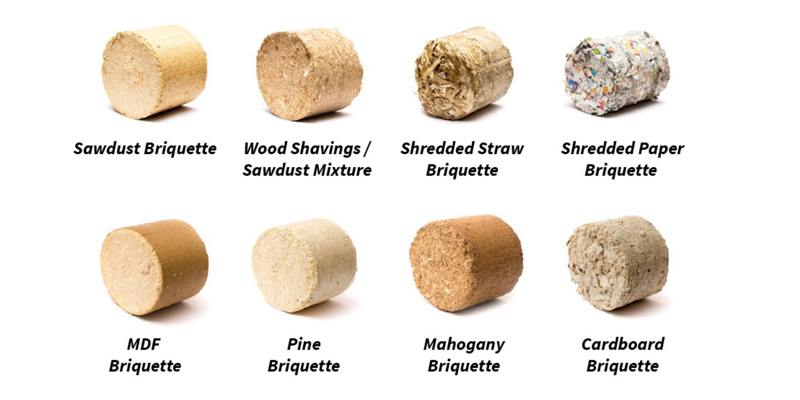 Sawdust Briquette
Wood Shavings /
Sawdust Mixture
Shredded Straw
Briquette
Shredded Paper
Briquette
MDF
Briquette
Pine
Briquette
Mahogany
Briquette
Cardboard
Briquette